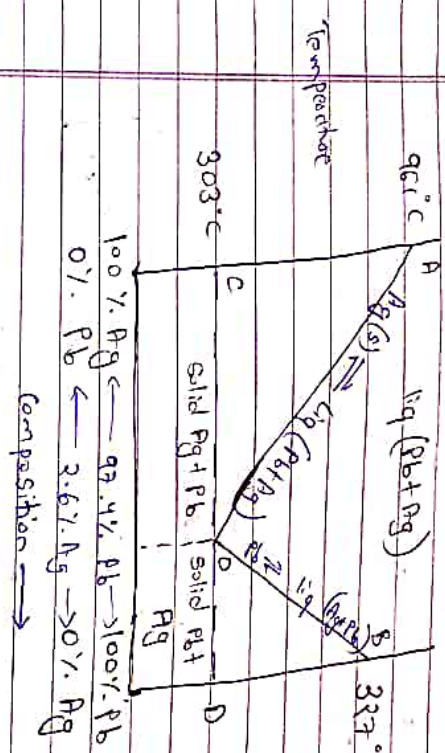 961°C
A
liq (Pb+Ag)
Ag(s) ⇌ Liq (Pb+Ag)
B
327°
Pb ⇌ liq (Ag+Pb)
Temperature
303°C
C
O
D
Solid Ag+Pb
Solid Pb+
Ag
100% Ag ← 97.4% Pb → 100% Pb
0% Pb ← 2.6% Ag → 0% Ag
Composition →